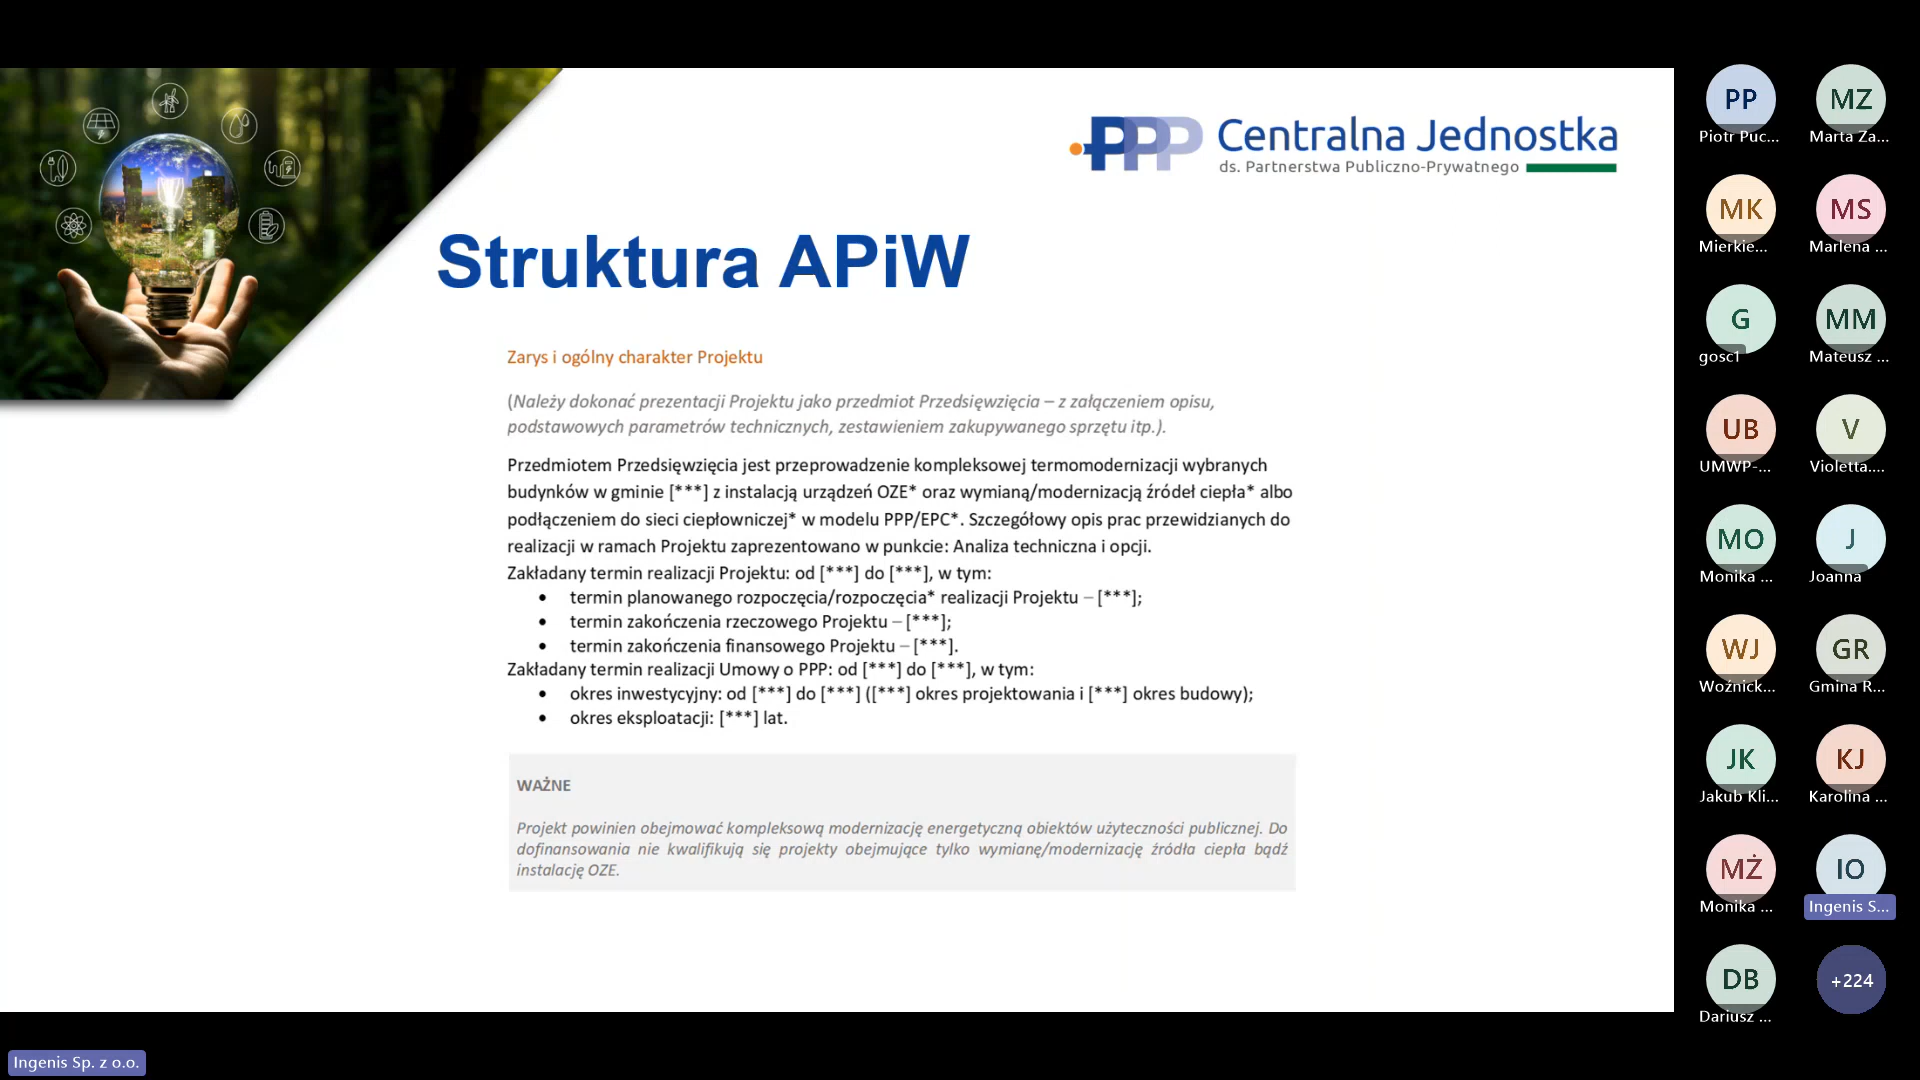 PPP Centralna Jednostka
ds. Partnerstwa Publiczno-Prywatnego
Struktura APiW
Zarys i ogólny charakter Projektu
(Należy dokonać prezentacji Projektu jako przedmiot Przedsięwzięcia – z załączeniem opisu,
podstawowych parametrów technicznych, zestawieniem zakupywanego sprzętu itp.).
Przedmiotem Przedsięwzięcia jest przeprowadzenie kompleksowej termomodernizacji wybranych
budynków w gminie [***] z instalacją urządzeń OZE* oraz wymianą/modernizacją źródeł ciepła* albo
podłączeniem do sieci ciepłowniczej* w modelu PPP/EPC*. Szczegółowy opis prac przewidzianych do
realizacji w ramach Projektu zaprezentowano w punkcie: Analiza techniczna i opcji.
Zakładany termin realizacji Projektu: od [***] do [***], w tym:
• termin planowanego rozpoczęcia/rozpoczęcia* realizacji Projektu – [***];
• termin zakończenia rzeczowego Projektu – [***];
• termin zakończenia finansowego Projektu – [***].
Zakładany termin realizacji Umowy o PPP: od [***] do [***], w tym:
• okres inwestycyjny: od [***] do [***] ([***] okres projektowania i [***] okres budowy);
• okres eksploatacji: [***] lat.
WAŻNE
Projekt powinien obejmować kompleksową modernizację energetyczną obiektów użyteczności publicznej. Do
dofinansowania nie kwalifikują się projekty obejmujące tylko wymianę/modernizację źródła ciepła bądź
instalację OZE.
PP MZ
Piotr Puc... Marta Za...
MK MS
Mierkie... Marlena ...
G MM
gosc1 Mateusz ...
UB V
UMWP-... Violetta....
MO J
Monika ... Joanna
WJ GR
Woźnick... Gmina R...
JK KJ
Jakub Kli... Karolina ...
MŻ IO
Monika ... Ingenis S...
DB +224
Dariusz ...
Ingenis Sp. z o.o.